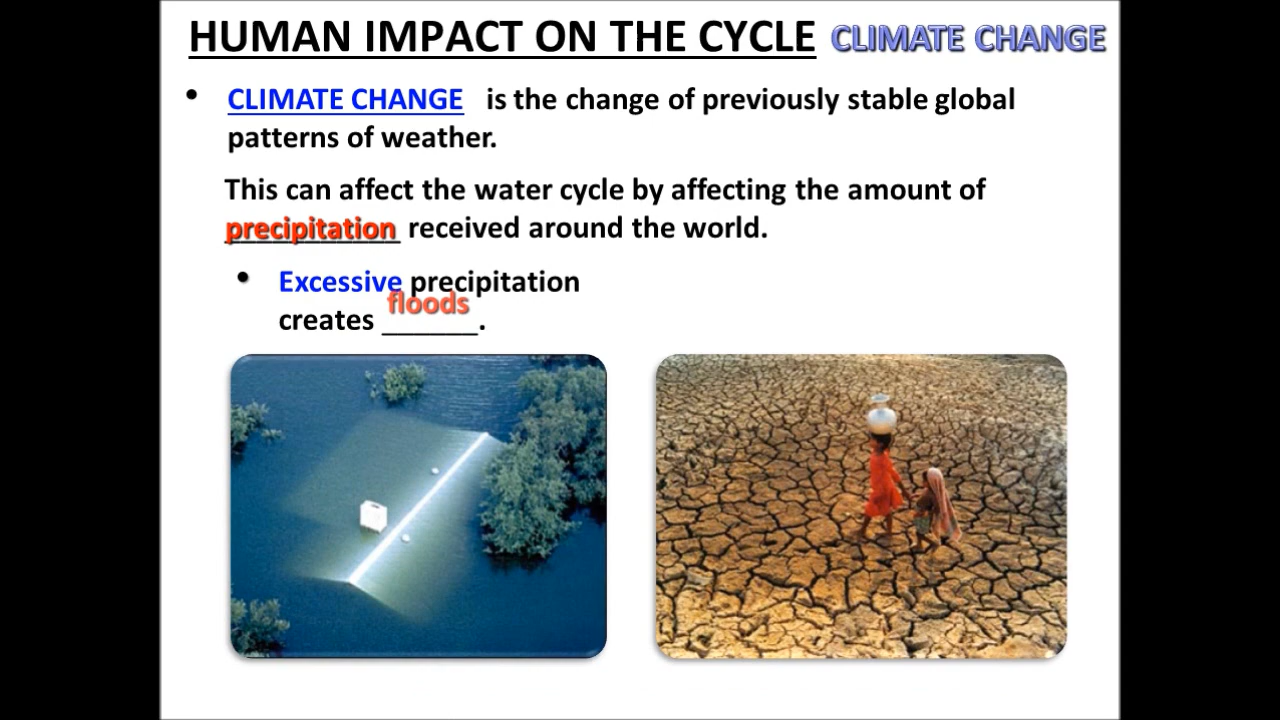 HUMAN IMPACT ON THE CYCLE CLIMATE CHANGE
• CLIMATE CHANGE is the change of previously stable global
patterns of weather.
This can affect the water cycle by affecting the amount of
precipitation received around the world.
• Excessive precipitation
creates floods.